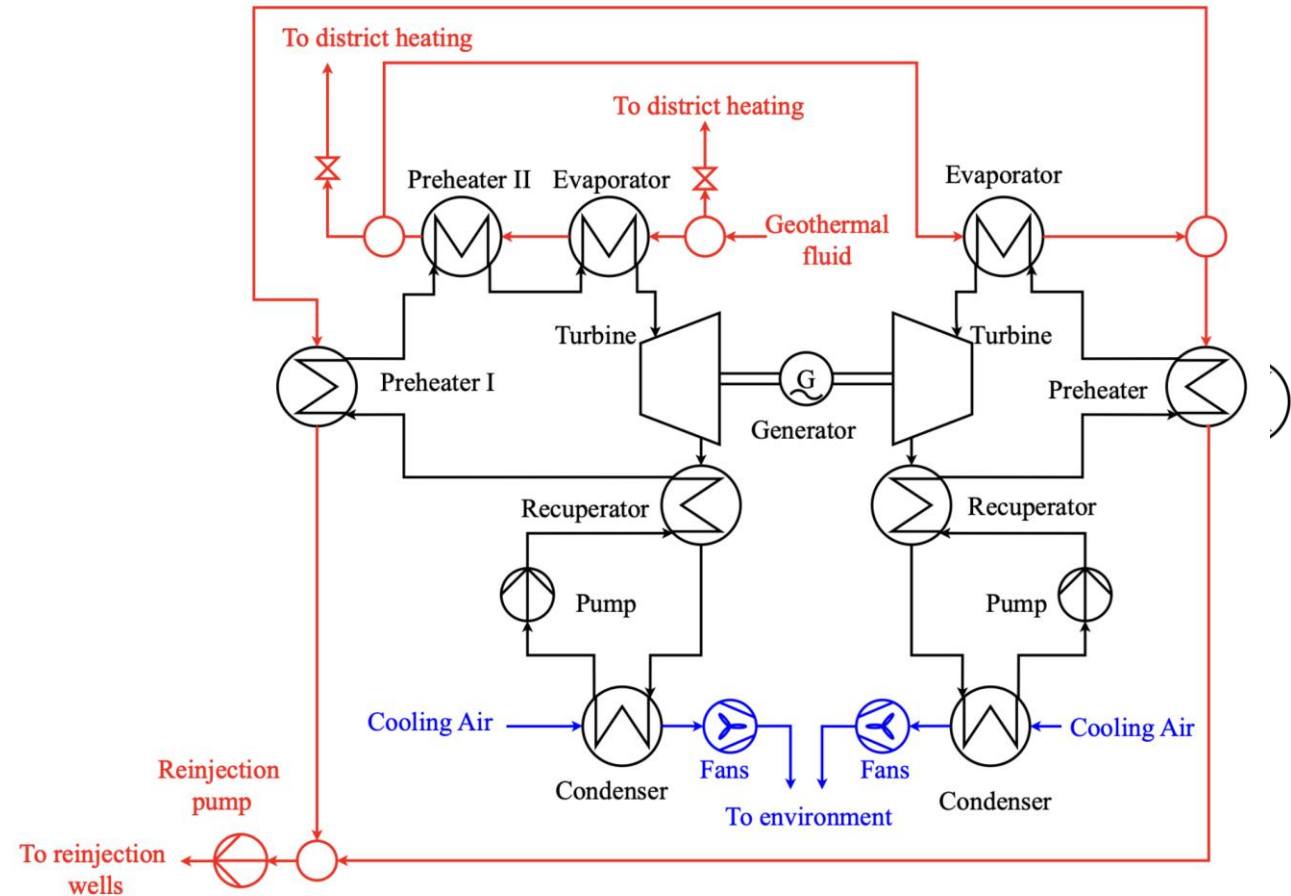 To district heating
To district heating
Preheater II
Evaporator
Evaporator
Geothermal
fluid
Turbine
Turbine
Preheater I
G
Preheater
Generator
Recuperator
Recuperator
Pump
Pump
Cooling Air
Cooling Air
Fans
Fans
Reinjection
pump
Condenser
Condenser
To environment
To reinjection
wells